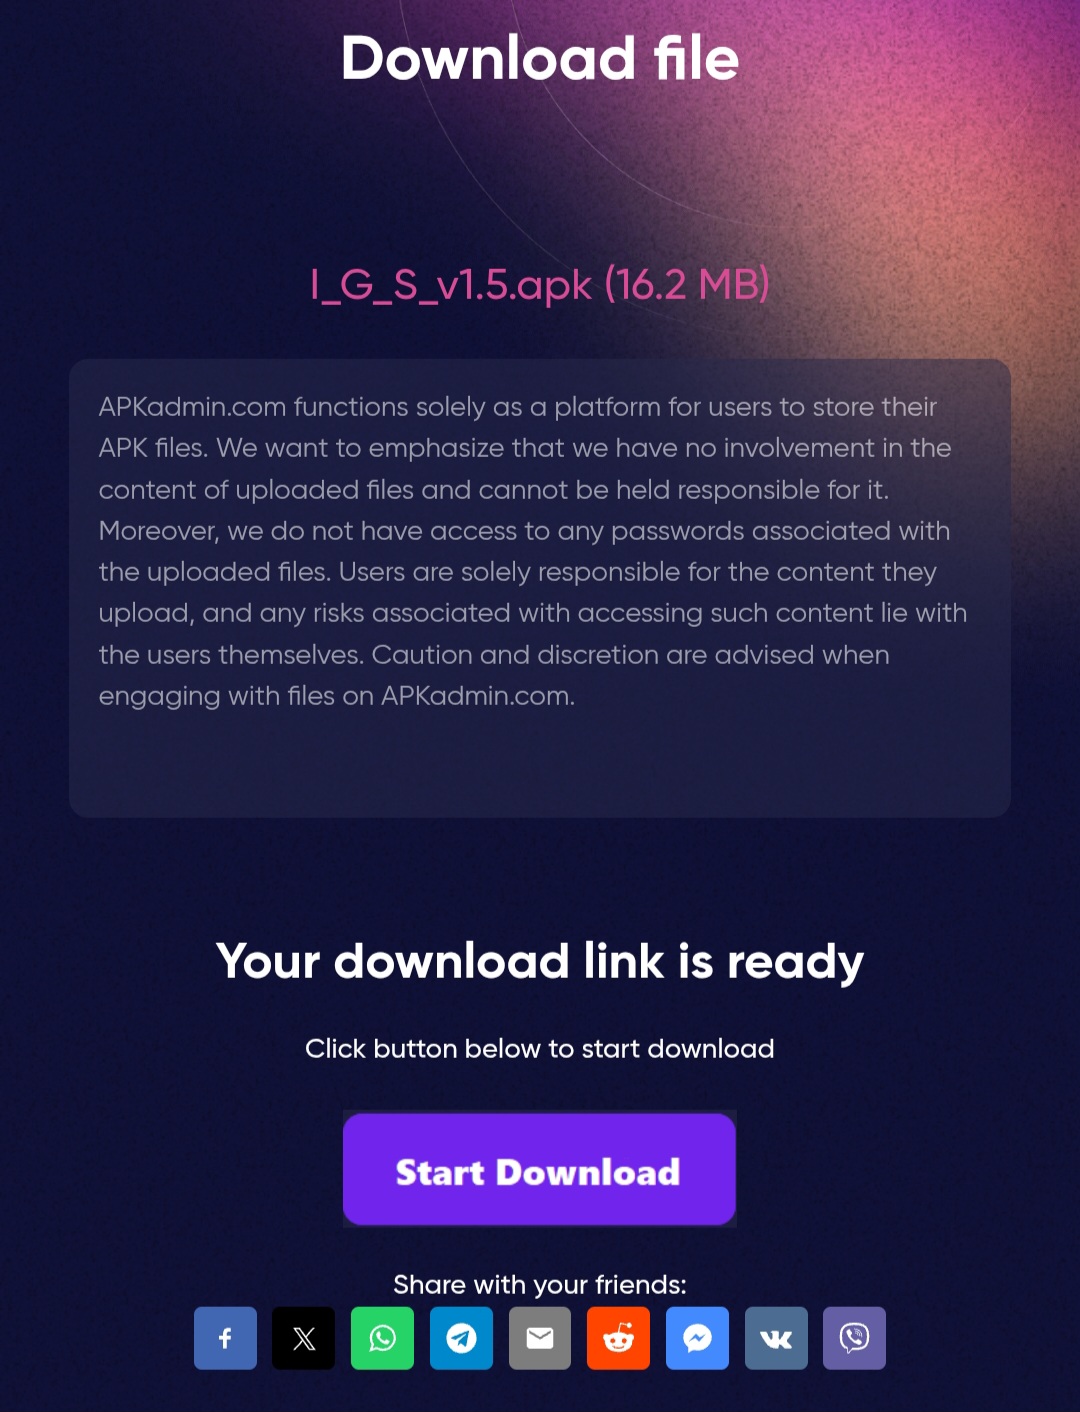 Download file
I_G_S_v1.5.apk (16.2 MB)
APKadmin.com functions solely as a platform for users to store their
APK files. We want to emphasize that we have no involvement in the
content of uploaded files and cannot be held responsible for it.
Moreover, we do not have access to any passwords associated with
the uploaded files. Users are solely responsible for the content they
upload, and any risks associated with accessing such content lie with
the users themselves. Caution and discretion are advised when
engaging with files on APKadmin.com.
Your download link is ready
Click button below to start download
Start Download
Share with your friends: